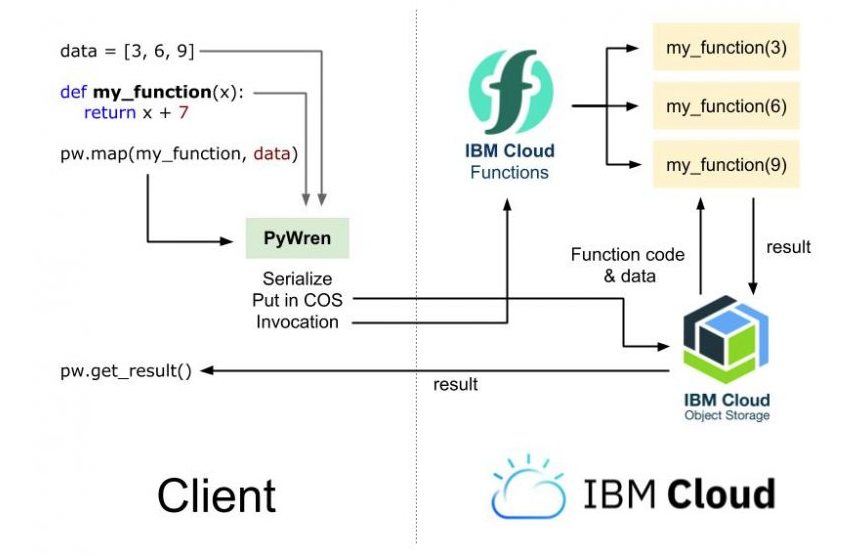 data = [3, 6, 9]
def my_function(x):
return x + 7
pw.map(my_function, data)
PyWren
Serialize
Put in COS
Invocation
pw.get_result()
result
Client
IBM Cloud
Functions
my_function(3)
my_function(6)
my_function(9)
Function code
& data
result
IBM Cloud
Object Storage
IBM Cloud